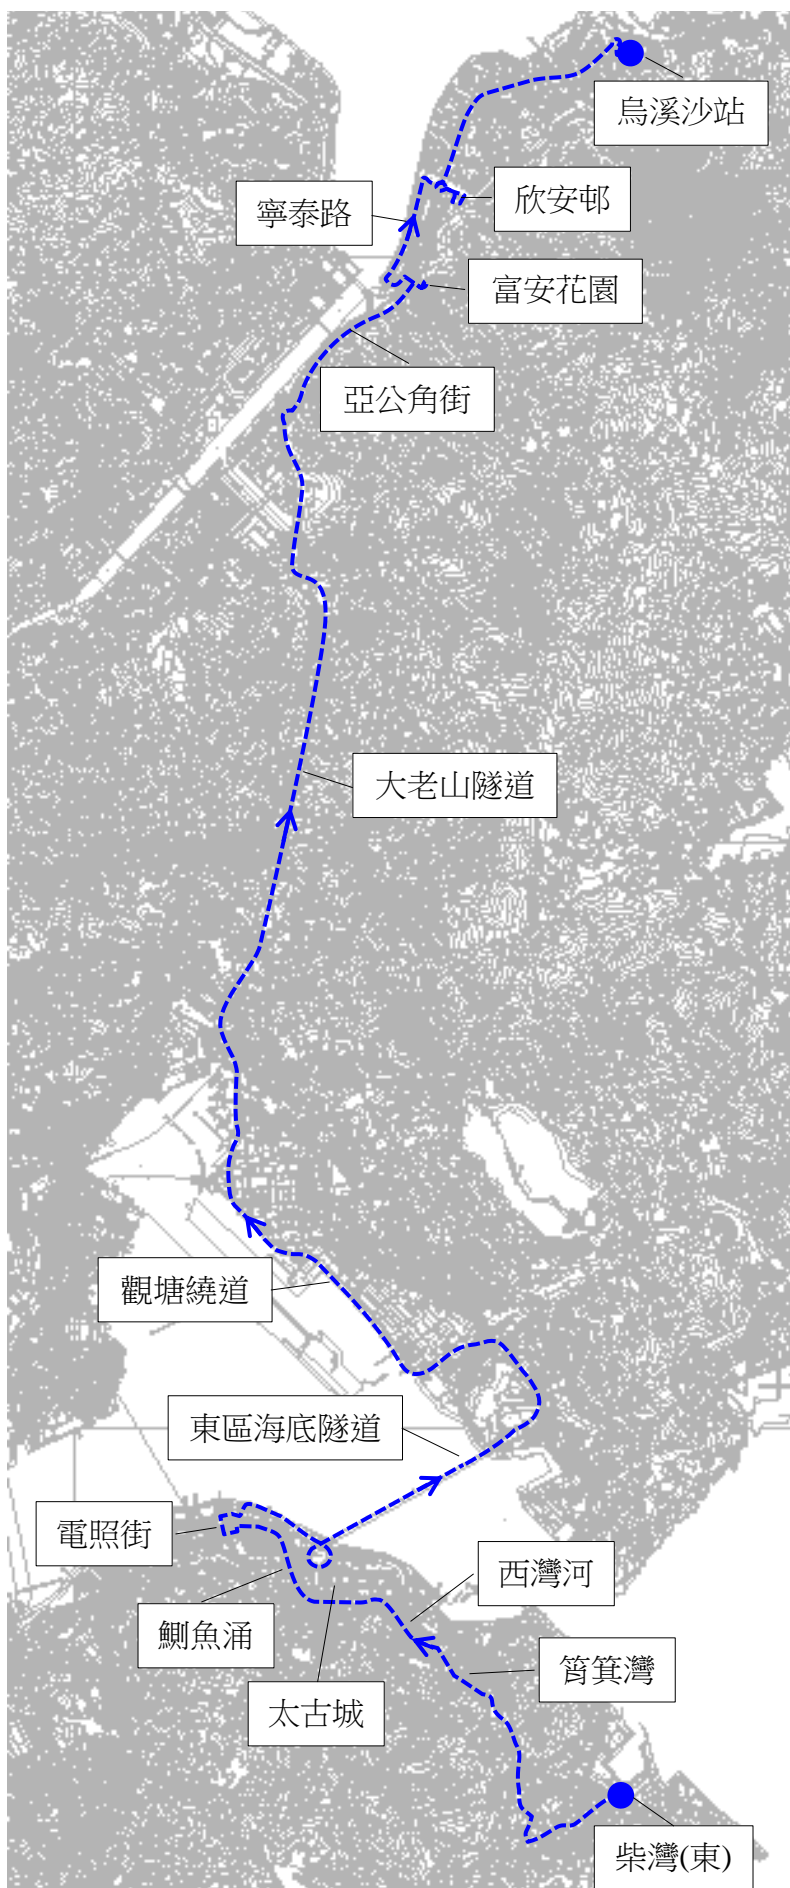 烏溪沙站
欣安邨
寧泰路
富安花園
亞公角街
大老山隧道
觀塘繞道
東區海底隧道
電照街
西灣河
鰂魚涌
筲箕灣
太古城
柴灣(東)